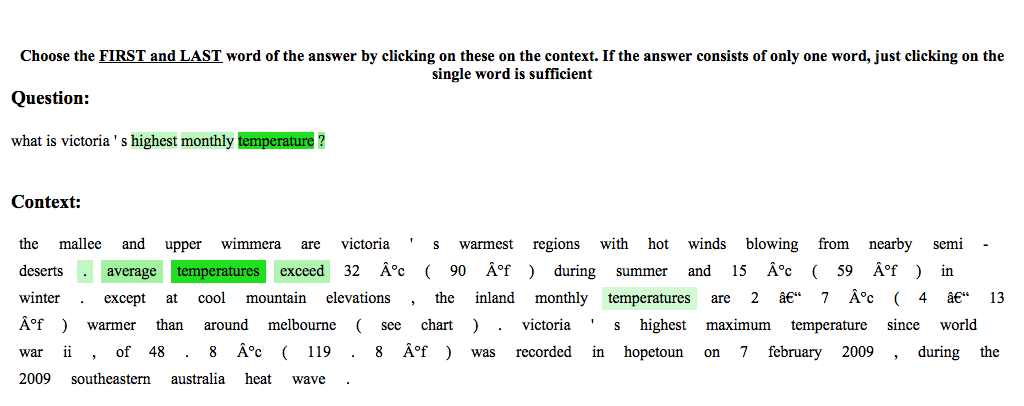 Choose the FIRST and LAST word of the answer by clicking on these on the context. If the answer consists of only one word, just clicking on the
single word is sufficient
Question:
what is victoria ' s highest monthly temperature ?
Context:
the mallee and upper wimmera are victoria ' s warmest regions with hot winds blowing from nearby semi -
deserts . average temperatures exceed 32 Â°c ( 90 Â°f ) during summer and 15 Â°c ( 59 Â°f ) in
winter . except at cool mountain elevations , the inland monthly temperatures are 2 â€“ 7 Â°c ( 4 â€“ 13
Â°f ) warmer than around melbourne ( see chart ) . victoria ' s highest maximum temperature since world
war ii , of 48 . 8 Â°c ( 119 . 8 Â°f ) was recorded in hopetoun on 7 february 2009 , during the
2009 southeastern australia heat wave .